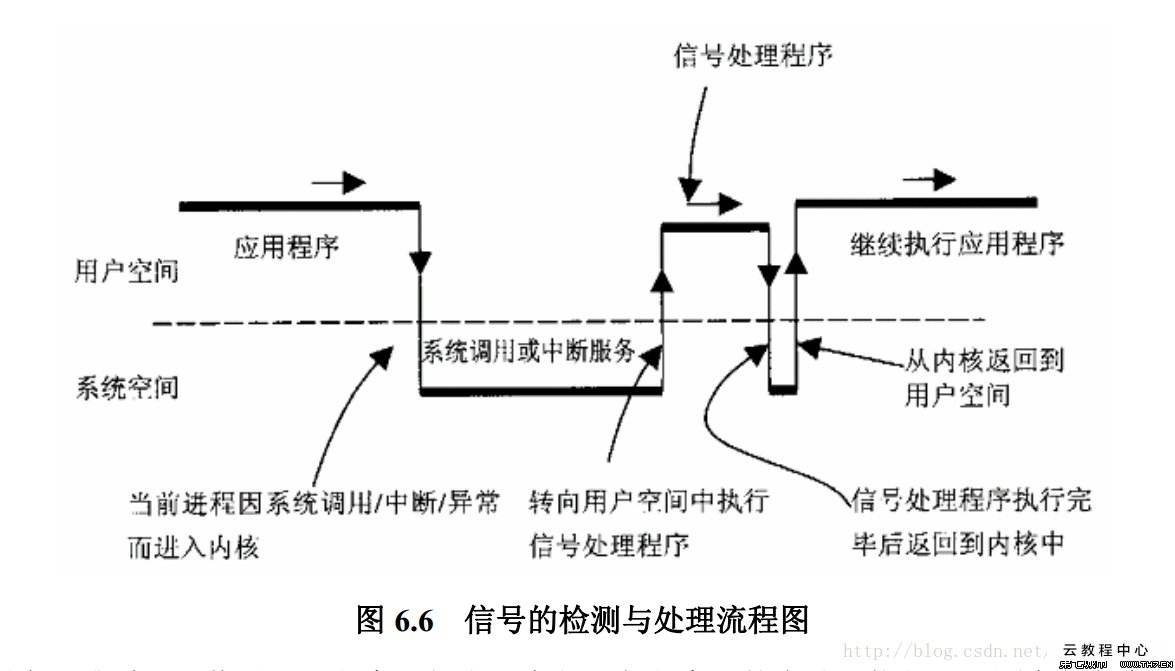 信号处理程序
应用程序
继续执行应用程序
用户空间
系统调用或中断服务
从内核返回到
用户空间
系统空间
当前进程因系统调用/中断/异常
而进入内核
转向用户空间中执行
信号处理程序
信号处理程序执行完
毕后返回到内核中
图 6.6 信号的检测与处理流程图
http://blog.csdn.net/
云教程中心